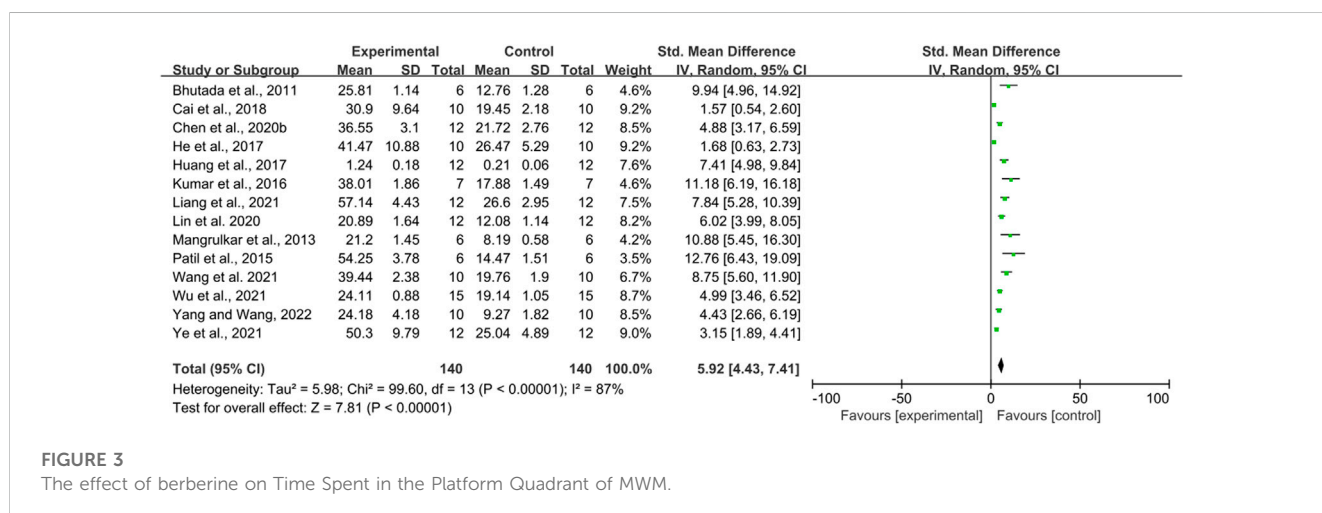 Experimental Control Std. Mean Difference Std. Mean Difference
Study or Subgroup Mean SD Total Mean SD Total Weight IV, Random, 95% CI IV, Random, 95% CI
Bhutada et al., 2011 25.81 1.14 6 12.76 1.28 6 4.6% 9.94 [4.96, 14.92]
Cai et al., 2018 30.9 9.64 10 19.45 2.18 10 9.2% 1.57 [0.54, 2.60]
Chen et al., 2020b 36.55 3.1 12 21.72 2.76 12 8.5% 4.88 [3.17, 6.59]
He et al., 2017 41.47 10.88 10 26.47 5.29 10 9.1% 1.68 [0.63, 2.73]
Huang et al., 2017 1.24 0.18 12 0.21 0.06 12 7.6% 7.41 [4.98, 9.84]
Kumar et al., 2016 38.01 1.86 7 17.88 1.49 7 4.6% 11.18 [6.19, 16.18]
Liang et al., 2021 57.14 4.43 12 26.6 2.95 12 7.5% 7.84 [5.28, 10.39]
Lin et al. 2020 20.89 1.64 12 12.08 1.14 12 8.2% 6.02 [3.99, 8.05]
Mangrulkar et al., 2013 21.2 1.45 6 8.19 0.58 6 4.2% 10.88 [5.45, 16.30]
Patil et al., 2015 54.25 3.78 6 14.47 1.51 6 3.5% 12.76 [6.43, 19.09]
Wang et al. 2021 39.44 2.38 10 19.76 1.9 10 6.7% 8.75 [5.60, 11.90]
Wu et al., 2021 24.11 0.88 15 19.14 1.05 15 8.7% 4.99 [3.46, 6.52]
Yang and Wang, 2022 24.18 4.18 10 9.27 1.82 10 8.4% 4.43 [2.66, 6.19]
Ye et al., 2021 50.3 9.79 12 25.04 4.89 12 9.0% 3.15 [1.89, 4.41]
Total (95% CI) 140 140 100.0% 5.92 [4.43, 7.41]
Heterogeneity: Tau² = 5.98; Chi² = 99.60, df = 13 (P < 0.00001); I² = 87%
Test for overall effect: Z = 7.81 (P < 0.00001)
-100 -50 0 50 100
Favours [experimental] Favours [control]
FIGURE 3
The effect of berberine on Time Spent in the Platform Quadrant of MWM.